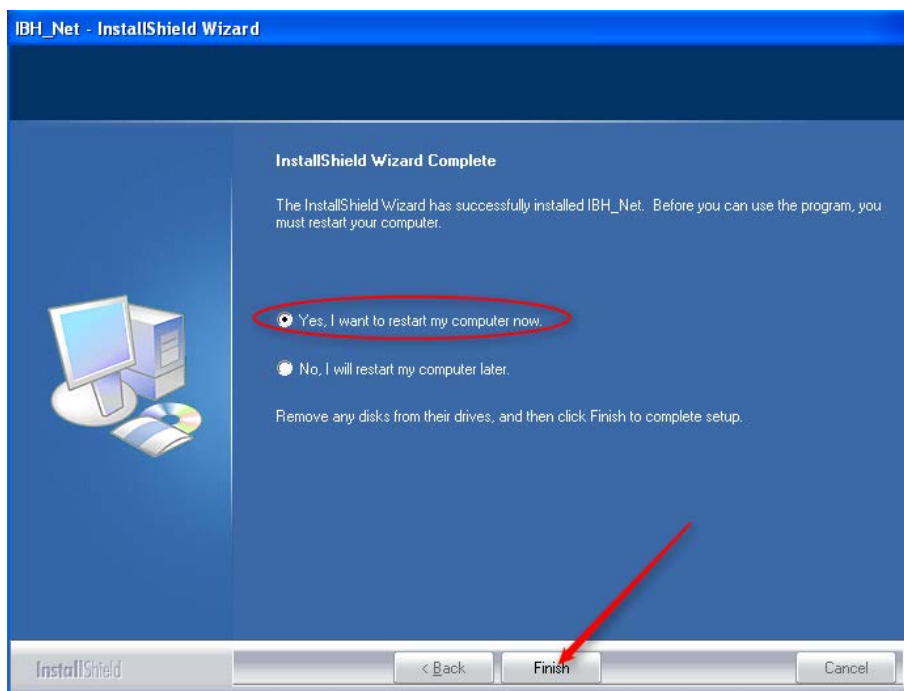 IBH_Net - InstallShield Wizard
InstallShield Wizard Complete
The InstallShield Wizard has successfully installed IBH_Net. Before you can use the program, you
must restart your computer.
Yes, I want to restart my computer now.
No, I will restart my computer later.
Remove any disks from their drives, and then click Finish to complete setup.
InstallShield
< Back
Finish
Cancel